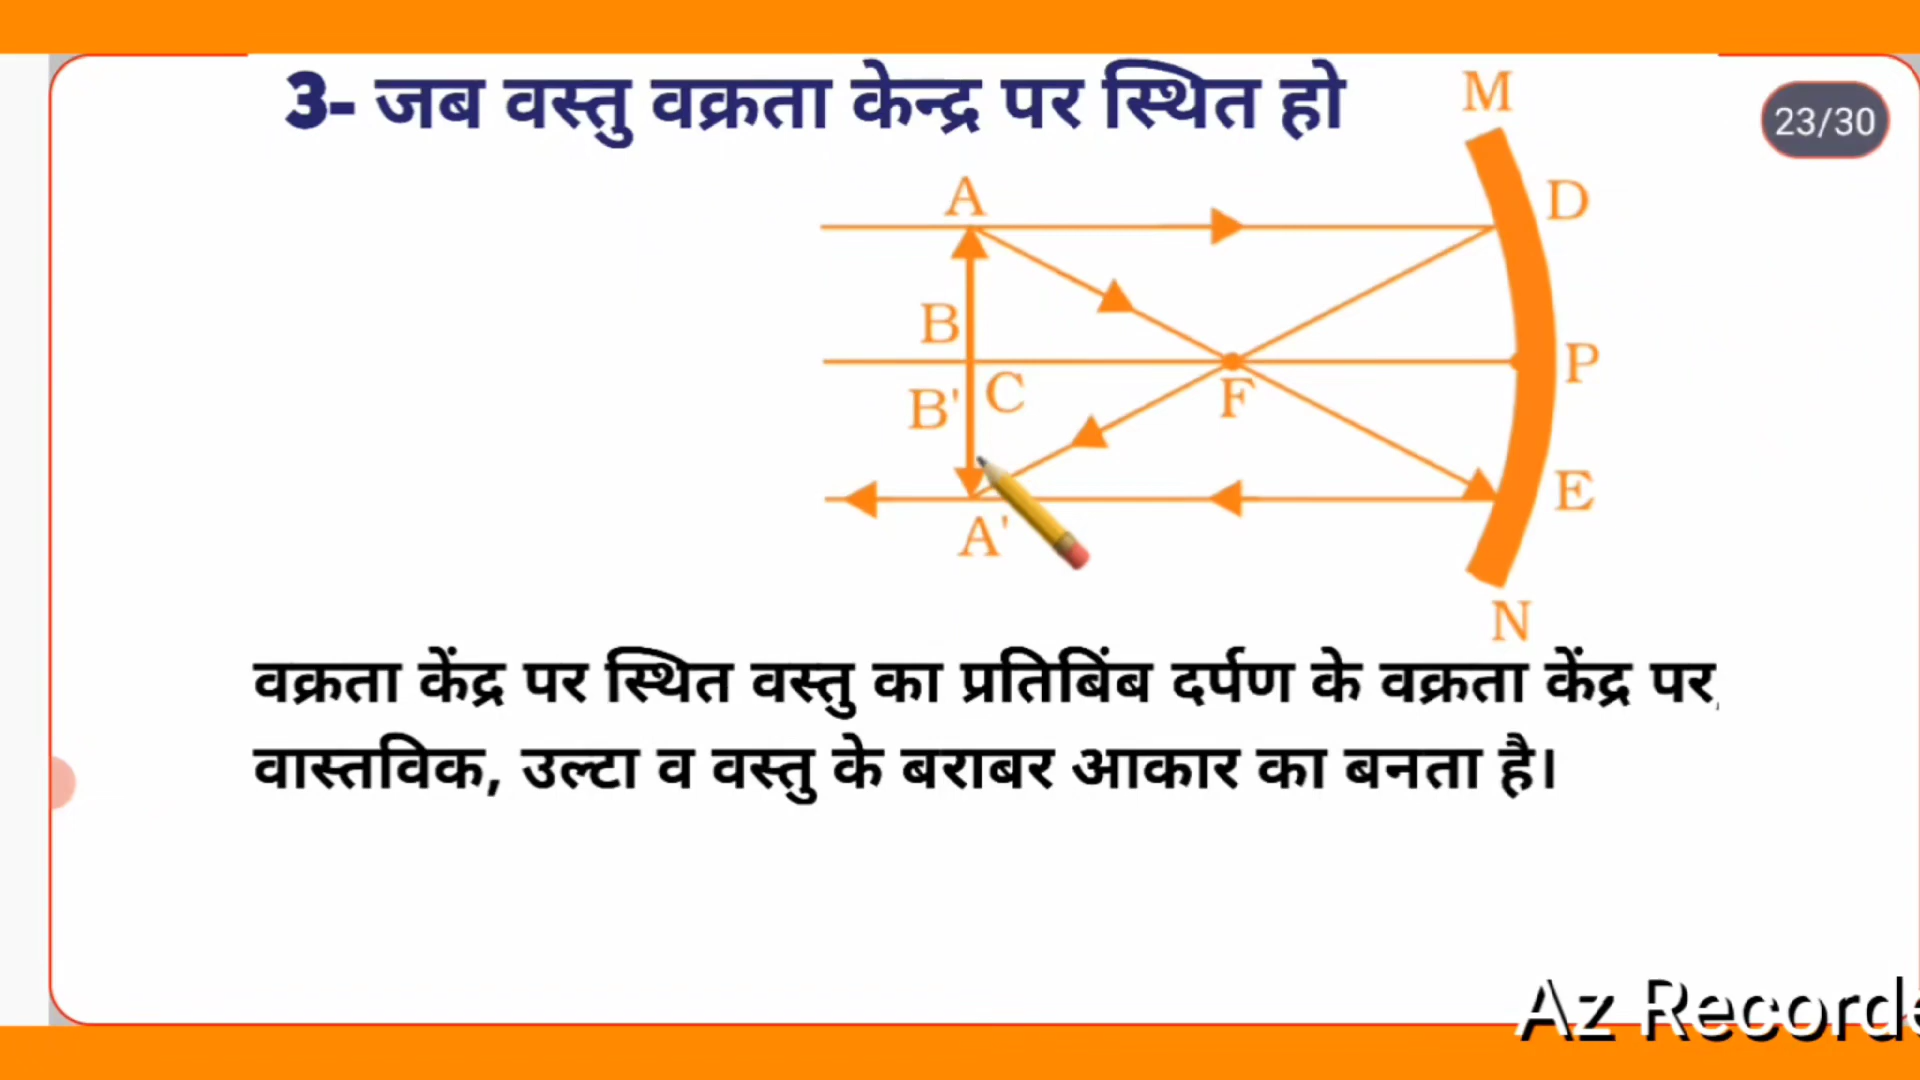 3- जब वस्तु वक्रता केन्द्र पर स्थित हो
M
23/30
A
D
B
P
B'
C
F
E
A'
N
वक्रता केंद्र पर स्थित वस्तु का प्रतिबिंब दर्पण के वक्रता केंद्र पर,
वास्तविक, उल्टा व वस्तु के बराबर आकार का बनता है।
Az Recorde